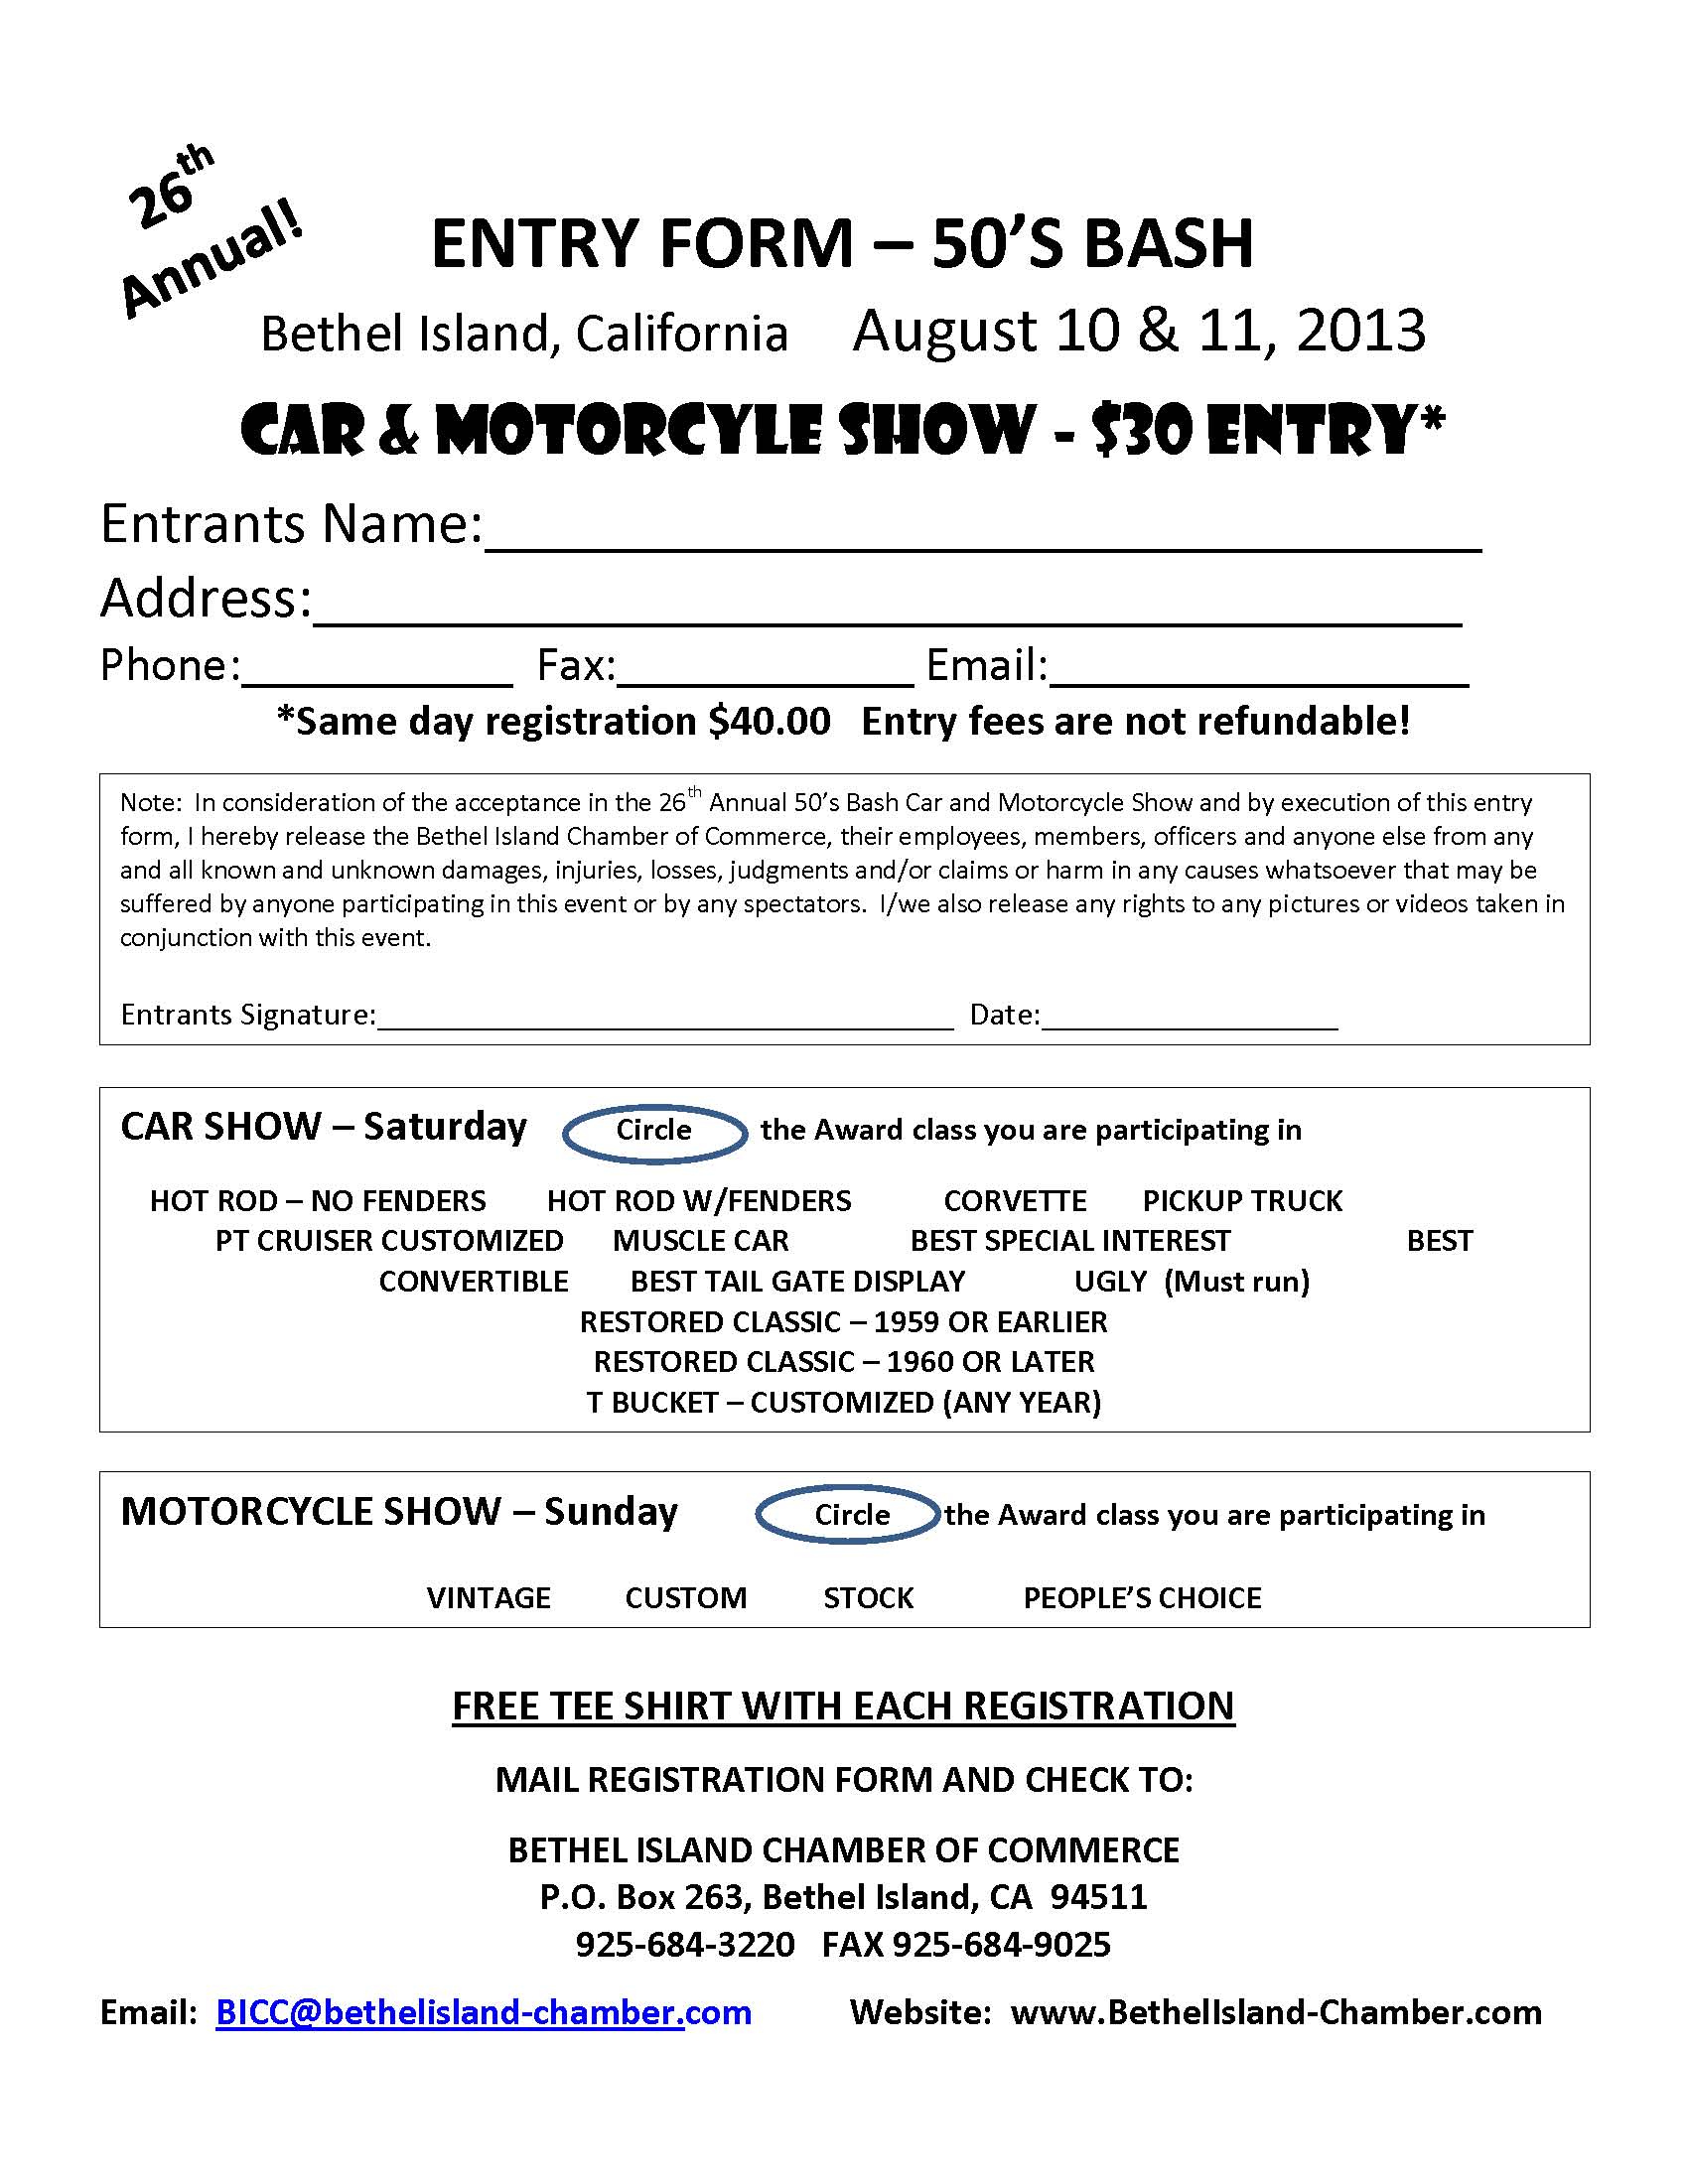 26th
Annual!
ENTRY FORM – 50’S BASH
Bethel Island, California August 10 & 11, 2013
CAR & MOTORCYLE SHOW - $30 ENTRY*
Entrants Name:
Address:
Phone: Fax: Email:
*Same day registration $40.00 Entry fees are not refundable!
Note: In consideration of the acceptance in the 26th Annual 50’s Bash Car and Motorcycle Show and by execution of this entry
form, I hereby release the Bethel Island Chamber of Commerce, their employees, members, officers and anyone else from any
and all known and unknown damages, injuries, losses, judgments and/or claims or harm in any causes whatsoever that may be
suffered by anyone participating in this event or by any spectators. I/we also release any rights to any pictures or videos taken in
conjunction with this event.
Entrants Signature: Date:
CAR SHOW – Saturday Circle the Award class you are participating in
HOT ROD – NO FENDERS HOT ROD W/FENDERS CORVETTE PICKUP TRUCK
PT CRUISER CUSTOMIZED MUSCLE CAR BEST SPECIAL INTEREST BEST
CONVERTIBLE BEST TAIL GATE DISPLAY UGLY (Must run)
RESTORED CLASSIC – 1959 OR EARLIER
RESTORED CLASSIC – 1960 OR LATER
T BUCKET – CUSTOMIZED (ANY YEAR)
MOTORCYCLE SHOW – Sunday Circle the Award class you are participating in
VINTAGE CUSTOM STOCK PEOPLE’S CHOICE
FREE TEE SHIRT WITH EACH REGISTRATION
MAIL REGISTRATION FORM AND CHECK TO:
BETHEL ISLAND CHAMBER OF COMMERCE
P.O. Box 263, Bethel Island, CA 94511
925-684-3220 FAX 925-684-9025
Email: BICC@bethelisland-chamber.com Website: www.BethelIsland-Chamber.com